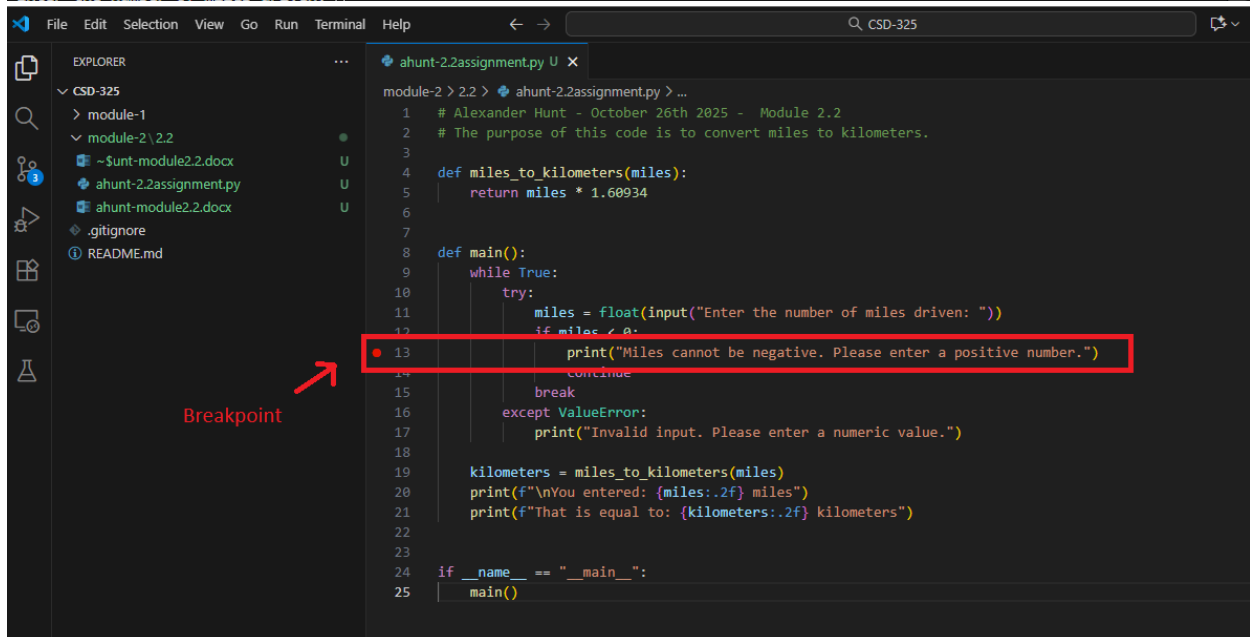 File Edit Selection View Go Run Terminal Help
CSD-325
EXPLORER
CSD-325
module-1
module-2\2.2
~$unt-module2.2.docx U
ahunt-2.2assignment.py U
ahunt-module2.2.docx U
.gitignore
README.md
3
ahunt-2.2assignment.py U
module-2 > 2.2 > ahunt-2.2assignment.py > ...
1 # Alexander Hunt - October 26th 2025 -  Module 2.2
2 # The purpose of this code is to convert miles to kilometers.
3
4 def miles_to_kilometers(miles):
5     return miles * 1.60934
6
7
8 def main():
9     while True:
10         try:
11             miles = float(input("Enter the number of miles driven: "))
12             if miles < 0:
13                 print("Miles cannot be negative. Please enter a positive number.")
14                 continue
15             break
16         except ValueError:
17             print("Invalid input. Please enter a numeric value.")
18
19     kilometers = miles_to_kilometers(miles)
20     print(f"\nYou entered: {miles:.2f} miles")
21     print(f"That is equal to: {kilometers:.2f} kilometers")
22
23
24 if __name__ == "__main__":
25     main()
Breakpoint